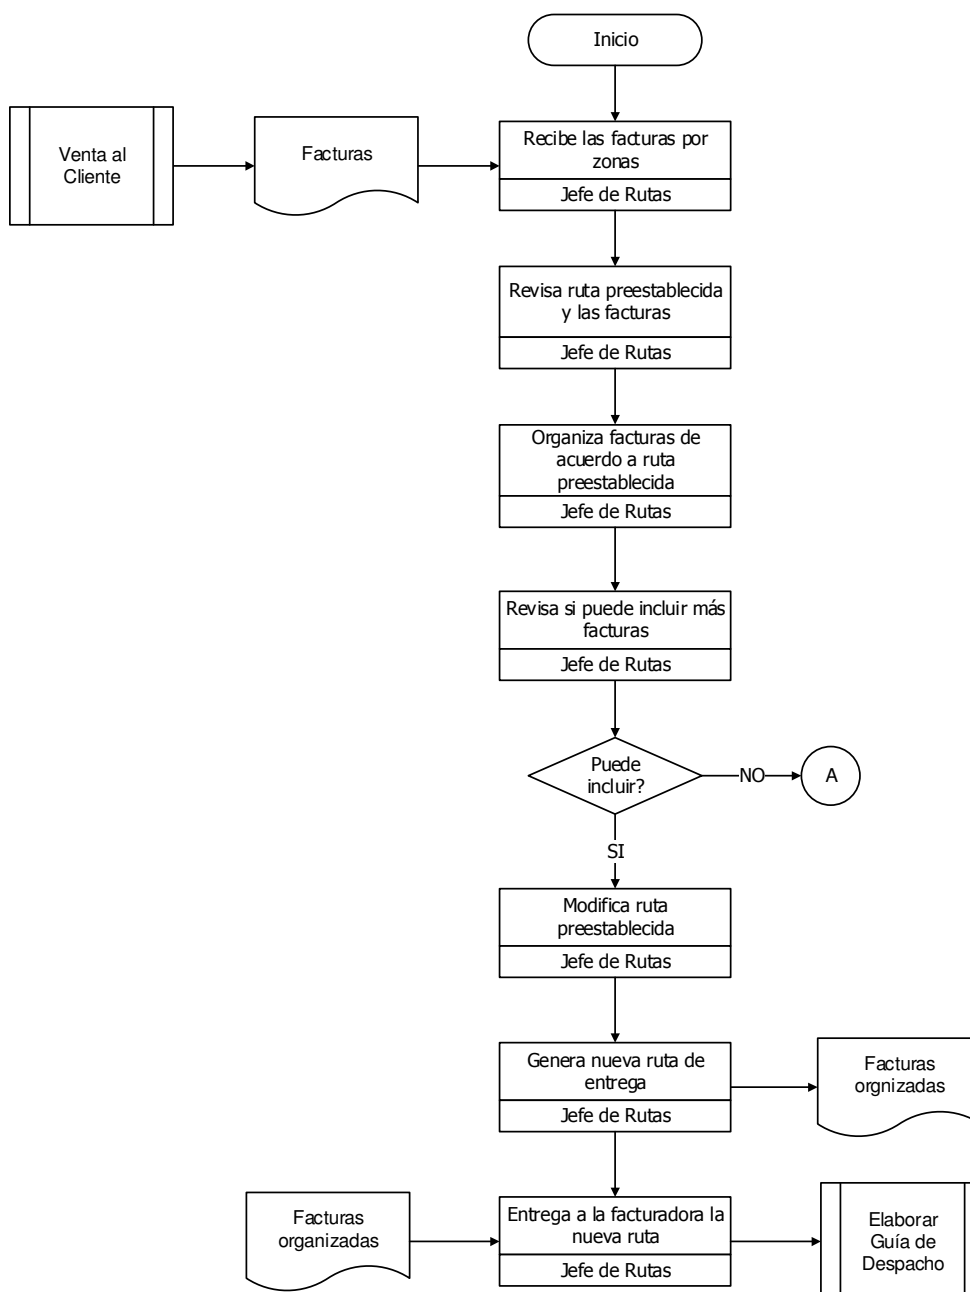 Inicio
Venta al
Cliente
Facturas
Recibe las facturas por
zonas
Jefe de Rutas
Revisa ruta preestablecida
y las facturas
Jefe de Rutas
Organiza facturas de
acuerdo a ruta
preestablecida
Jefe de Rutas
Revisa si puede incluir más
facturas
Jefe de Rutas
Puede
incluir?
NO
A
SI
Modifica ruta
preestablecida
Jefe de Rutas
Genera nueva ruta de
entrega
Jefe de Rutas
Facturas
orgnizadas
Facturas
organizadas
Entrega a la facturadora la
nueva ruta
Jefe de Rutas
Elaborar
Guía de
Despacho